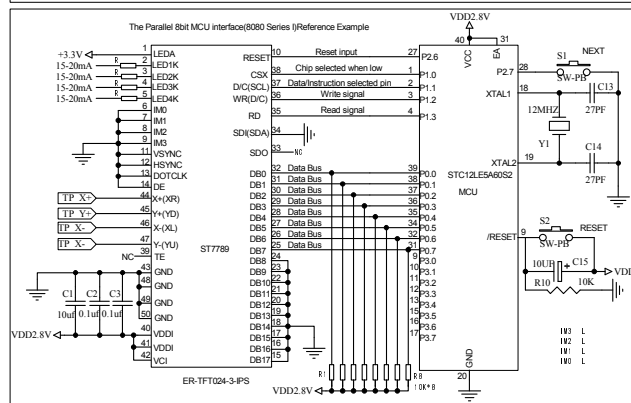 The Parallel 8bit MCU interface(8080 Series I)Reference Example
VDD2.8V
+3.3V 1 LEDA
15-20mA R 2 LED1K
15-20mA R 3 LED2K
15-20mA R 4 LED3K
15-20mA R 5 LED4K
6 IM0
7 IM1
8 IM2
9 IM3
11 VSYNC
12 HSYNC
13 DOTCLK
14 DE
TP X+ 44 X+(XR)
TP Y+ 45 Y+(YD)
TP X- 46 X-(XL)
TP X- 47 Y-(YU)
NC 39 TE
43 GND
48 GND
49 GND
50 GND
40 VDDI
41 VDDI
42 VCI
C1 C2 C3
10uf 0.1uf 0.1uf
VDD2.8V
ST7789
ER-TFT024-3-IPS
RESET 10 Reset input 27 P2.6
CSX 38 Chip selected when low 1 P1.0
D/C(SCL) 37 Data/Instruction selected pin 2 P1.1
WR(D/C) 36 Write signal 3 P1.2
RD 35 Read signal 4 P1.3
SDI(SDA) 34
SDO 33 NC
DB0 32 Data Bus 39 P0.0
DB1 31 Data Bus 38 P0.1
DB2 30 Data Bus 37 P0.2
DB3 29 Data Bus 36 P0.3
DB4 28 Data Bus 35 P0.4
DB5 27 Data Bus 34 P0.5
DB6 26 Data Bus 32 P0.6
DB7 25 Data Bus 31 P0.7
DB8 24
DB9 23
DB10 22
DB11 21
DB12 20
DB13 19
DB14 18
DB15 17
DB16 16
DB17 15
9 P3.0
10 P3.1
11 P3.2
12 P3.3
13 P3.4
14 P3.5
15 P3.6
16
17 P3.7
R1 R8
10K*8
VDD2.8V
40 VCC
31 EA
STC12LE5A60S2
MCU
P2.7 28
S1 NEXT
SW-PB
XTAL1 18
C13
27PF
12MHZ
Y1
XTAL2 19
C14
27PF
/RESET 9
S2 RESET
SW-PB
10UF + C15
R10 10K
GND
20
IM3 L
IM2 L
IM1 L
IM0 L